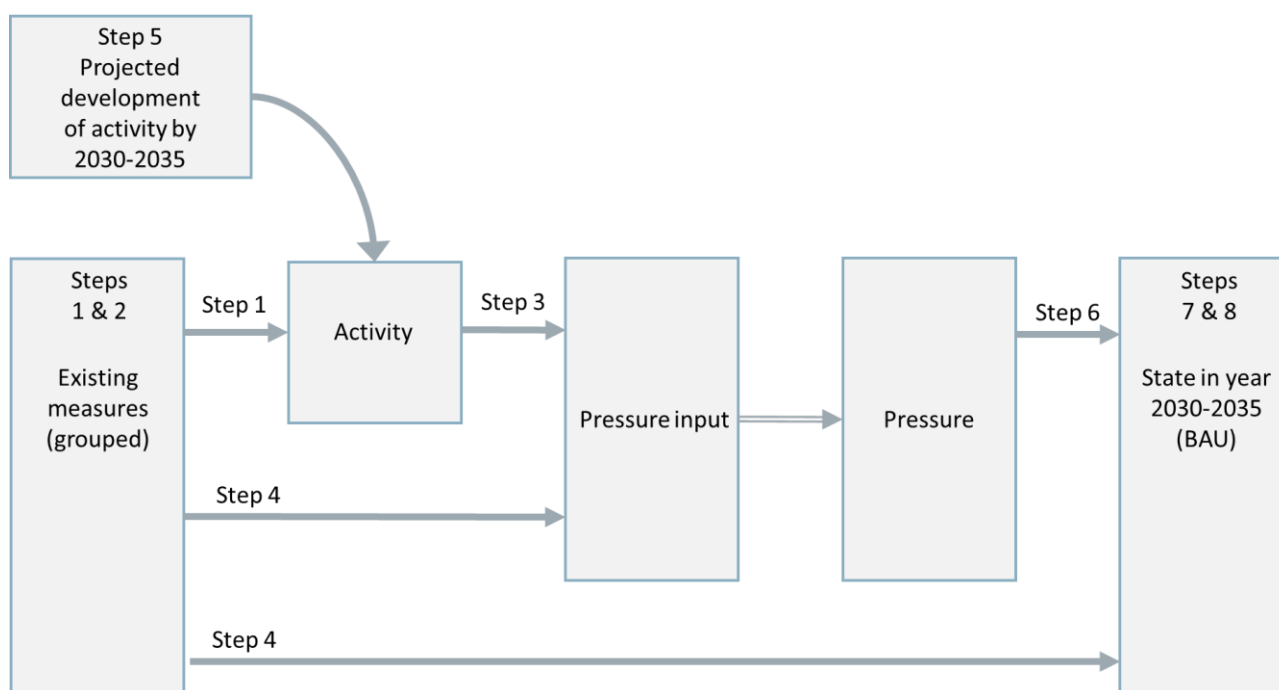 Step 5
Projected
development
of activity by
2030-2035
Steps
1 & 2
Existing
measures
(grouped)
Step 1
Activity
Step 3
Pressure input
Pressure
Step 6
Steps
7 & 8
State in year
2030-2035
(BAU)
Step 4
Step 4